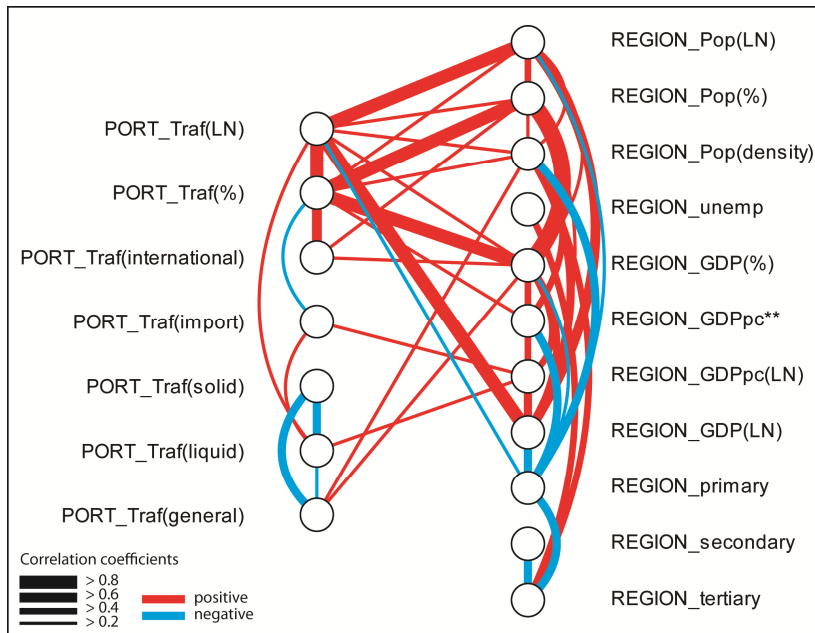 PORT_Traf(LN)
PORT_Traf(%)
PORT_Traf(international)
PORT_Traf(import)
PORT_Traf(solid)
PORT_Traf(liquid)
PORT_Traf(general)
REGION_Pop(LN)
REGION_Pop(%)
REGION_Pop(density)
REGION_unemp
REGION_GDP(%)
REGION_GDPpc**
REGION_GDPpc(LN)
REGION_GDP(LN)
REGION_primary
REGION_secondary
REGION_tertiary
Correlation coefficients
> 0.8
> 0.6
> 0.4
> 0.2
positive
negative